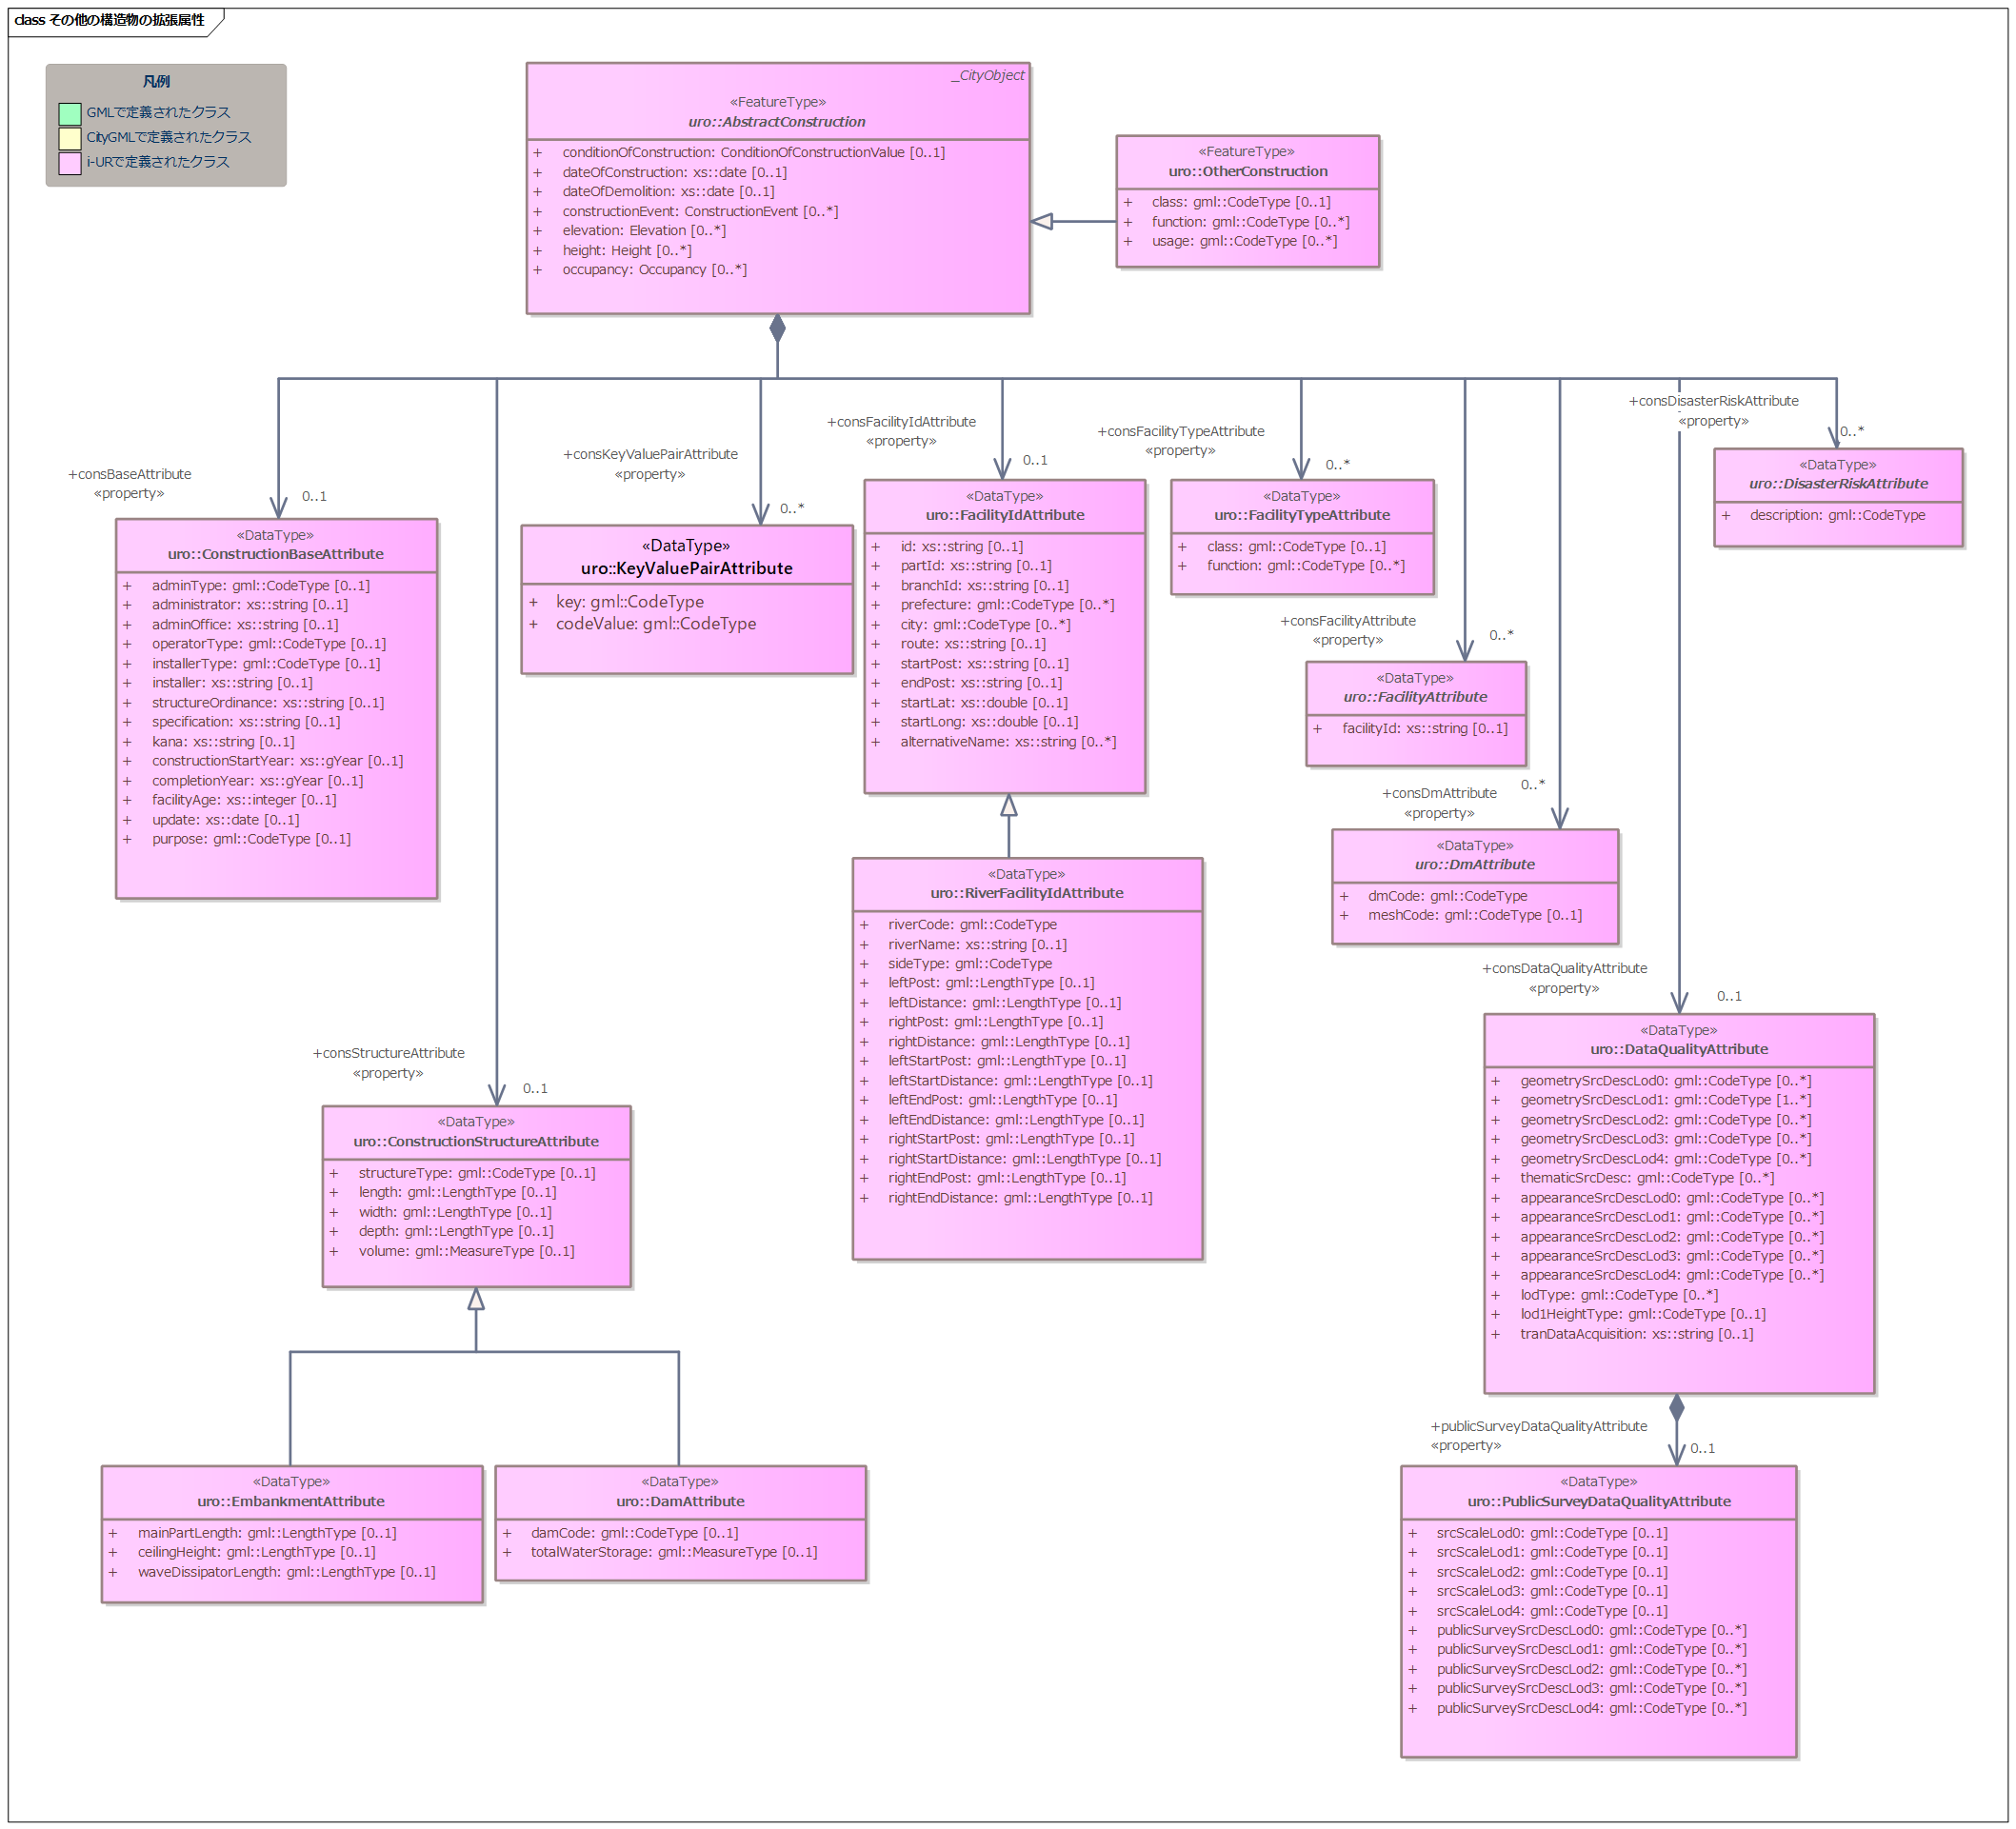 class その他の構造物の拡張属性
凡例
GMLで定義されたクラス
CityGMLで定義されたクラス
i-URで定義されたクラス
_CityObject
«FeatureType»
uro::AbstractConstruction
+ conditionOfConstruction: ConditionOfConstructionValue [0..1]
+ dateOfConstruction: xs::date [0..1]
+ dateOfDemolition: xs::date [0..1]
+ constructionEvent: ConstructionEvent [0..*]
+ elevation: Elevation [0..*]
+ height: Height [0..*]
+ occupancy: Occupancy [0..*]
«FeatureType»
uro::OtherConstruction
+ class: gml::CodeType [0..1]
+ function: gml::CodeType [0..*]
+ usage: gml::CodeType [0..*]
+consBaseAttribute
«property»
0..1
«DataType»
uro::ConstructionBaseAttribute
+ adminType: gml::CodeType [0..1]
+ administrator: xs::string [0..1]
+ adminOffice: xs::string [0..1]
+ operatorType: gml::CodeType [0..1]
+ installerType: gml::CodeType [0..1]
+ installer: xs::string [0..1]
+ structureOrdinance: xs::string [0..1]
+ specification: xs::string [0..1]
+ kana: xs::string [0..1]
+ constructionStartYear: xs::gYear [0..1]
+ completionYear: xs::gYear [0..1]
+ facilityAge: xs::integer [0..1]
+ update: xs::date [0..1]
+ purpose: gml::CodeType [0..1]
+consKeyValuePairAttribute
«property»
0..*
«DataType»
uro::KeyValuePairAttribute
+ key: gml::CodeType
+ codeValue: gml::CodeType
+consFacilityIdAttribute
«property»
0..1
«DataType»
uro::FacilityIdAttribute
+ id: xs::string [0..1]
+ partId: xs::string [0..1]
+ branchId: xs::string [0..1]
+ prefecture: gml::CodeType [0..*]
+ city: gml::CodeType [0..*]
+ route: xs::string [0..1]
+ startPost: xs::string [0..1]
+ endPost: xs::string [0..1]
+ startLat: xs::double [0..1]
+ startLong: xs::double [0..1]
+ alternativeName: xs::string [0..*]
+consFacilityTypeAttribute
«property»
0..*
«DataType»
uro::FacilityTypeAttribute
+ class: gml::CodeType [0..1]
+ function: gml::CodeType [0..*]
+consDisasterRiskAttribute
«property»
0..*
«DataType»
uro::DisasterRiskAttribute
+ description: gml::CodeType
+consFacilityAttribute
«property»
0..*
«DataType»
uro::FacilityAttribute
+ facilityId: xs::string [0..1]
+consDmAttribute
«property»
0..*
«DataType»
uro::DmAttribute
+ dmCode: gml::CodeType
+ meshCode: gml::CodeType [0..1]
«DataType»
uro::RiverFacilityIdAttribute
+ riverCode: gml::CodeType
+ riverName: xs::string [0..1]
+ sideType: gml::CodeType
+ leftPost: gml::LengthType [0..1]
+ leftDistance: gml::LengthType [0..1]
+ rightPost: gml::LengthType [0..1]
+ rightDistance: gml::LengthType [0..1]
+ leftStartPost: gml::LengthType [0..1]
+ leftStartDistance: gml::LengthType [0..1]
+ leftEndPost: gml::LengthType [0..1]
+ leftEndDistance: gml::LengthType [0..1]
+ rightStartPost: gml::LengthType [0..1]
+ rightStartDistance: gml::LengthType [0..1]
+ rightEndPost: gml::LengthType [0..1]
+ rightEndDistance: gml::LengthType [0..1]
+consDataQualityAttribute
«property»
0..1
«DataType»
uro::DataQualityAttribute
+ geometrySrcDescLod0: gml::CodeType [0..*]
+ geometrySrcDescLod1: gml::CodeType [1..*]
+ geometrySrcDescLod2: gml::CodeType [0..*]
+ geometrySrcDescLod3: gml::CodeType [0..*]
+ geometrySrcDescLod4: gml::CodeType [0..*]
+ thematicSrcDesc: gml::CodeType [0..*]
+ appearanceSrcDescLod0: gml::CodeType [0..*]
+ appearanceSrcDescLod1: gml::CodeType [0..*]
+ appearanceSrcDescLod2: gml::CodeType [0..*]
+ appearanceSrcDescLod3: gml::CodeType [0..*]
+ appearanceSrcDescLod4: gml::CodeType [0..*]
+ lodType: gml::CodeType [0..*]
+ lod1HeightType: gml::CodeType [0..1]
+ tranDataAcquisition: xs::string [0..1]
+consStructureAttribute
«property»
0..1
«DataType»
uro::ConstructionStructureAttribute
+ structureType: gml::CodeType [0..1]
+ length: gml::LengthType [0..1]
+ width: gml::LengthType [0..1]
+ depth: gml::LengthType [0..1]
+ volume: gml::MeasureType [0..1]
«DataType»
uro::EmbankmentAttribute
+ mainPartLength: gml::LengthType [0..1]
+ ceilingHeight: gml::LengthType [0..1]
+ waveDissipatorLength: gml::LengthType [0..1]
«DataType»
uro::DamAttribute
+ damCode: gml::CodeType [0..1]
+ totalWaterStorage: gml::MeasureType [0..1]
+publicSurveyDataQualityAttribute
«property»
0..1
«DataType»
uro::PublicSurveyDataQualityAttribute
+ srcScaleLod0: gml::CodeType [0..1]
+ srcScaleLod1: gml::CodeType [0..1]
+ srcScaleLod2: gml::CodeType [0..1]
+ srcScaleLod3: gml::CodeType [0..1]
+ srcScaleLod4: gml::CodeType [0..1]
+ publicSurveySrcDescLod0: gml::CodeType [0..*]
+ publicSurveySrcDescLod1: gml::CodeType [0..*]
+ publicSurveySrcDescLod2: gml::CodeType [0..*]
+ publicSurveySrcDescLod3: gml::CodeType [0..*]
+ publicSurveySrcDescLod4: gml::CodeType [0..*]